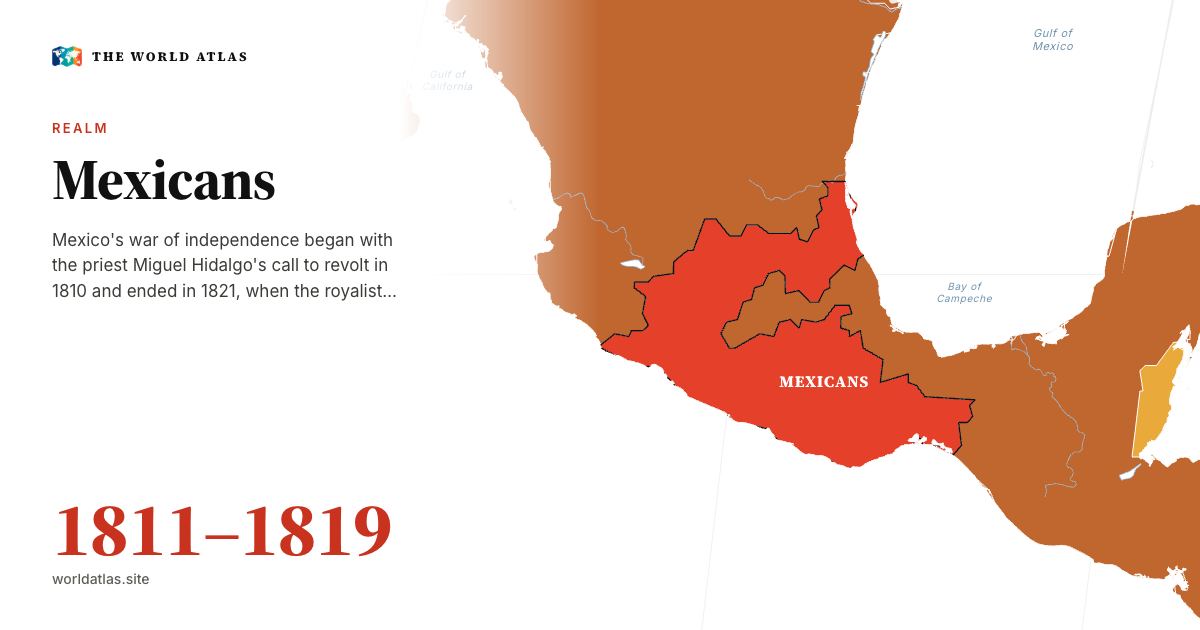 THE WORLD ATLAS
REALM
Mexicans
Mexico's war of independence began with
the priest Miguel Hidalgo's call to revolt in
1810 and ended in 1821, when the royalist...
1811–1819
worldatlas.site
Gulf of
California
Gulf of
Mexico
Bay of
Campeche
MEXICANS